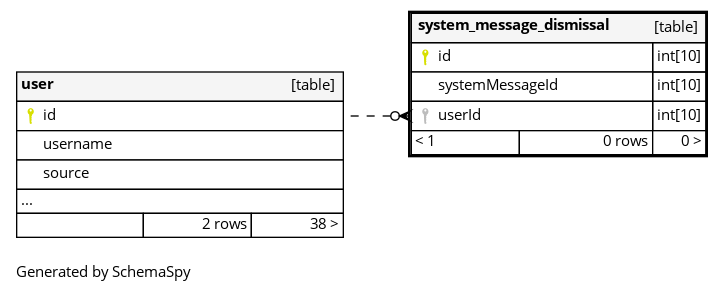 system_message_dismissal [table]
id int[10]
systemMessageId int[10]
userId int[10]
< 1 0 rows 0 >
user [table]
id
username
source
...
2 rows 38 >
Generated by SchemaSpy